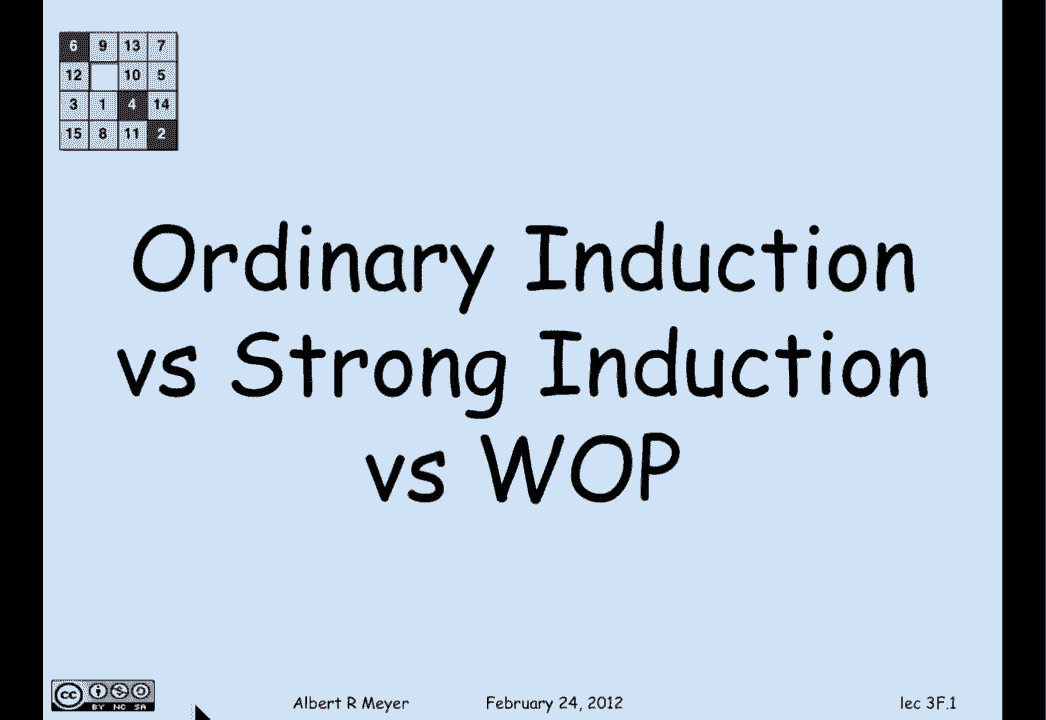 6 9 13 7
12 10 5
3 1 4 14
15 8 11 2
Ordinary Induction
vs Strong Induction
vs WOP
cc BY NC SA
Albert R Meyer February 24, 2012 lec 3F.1